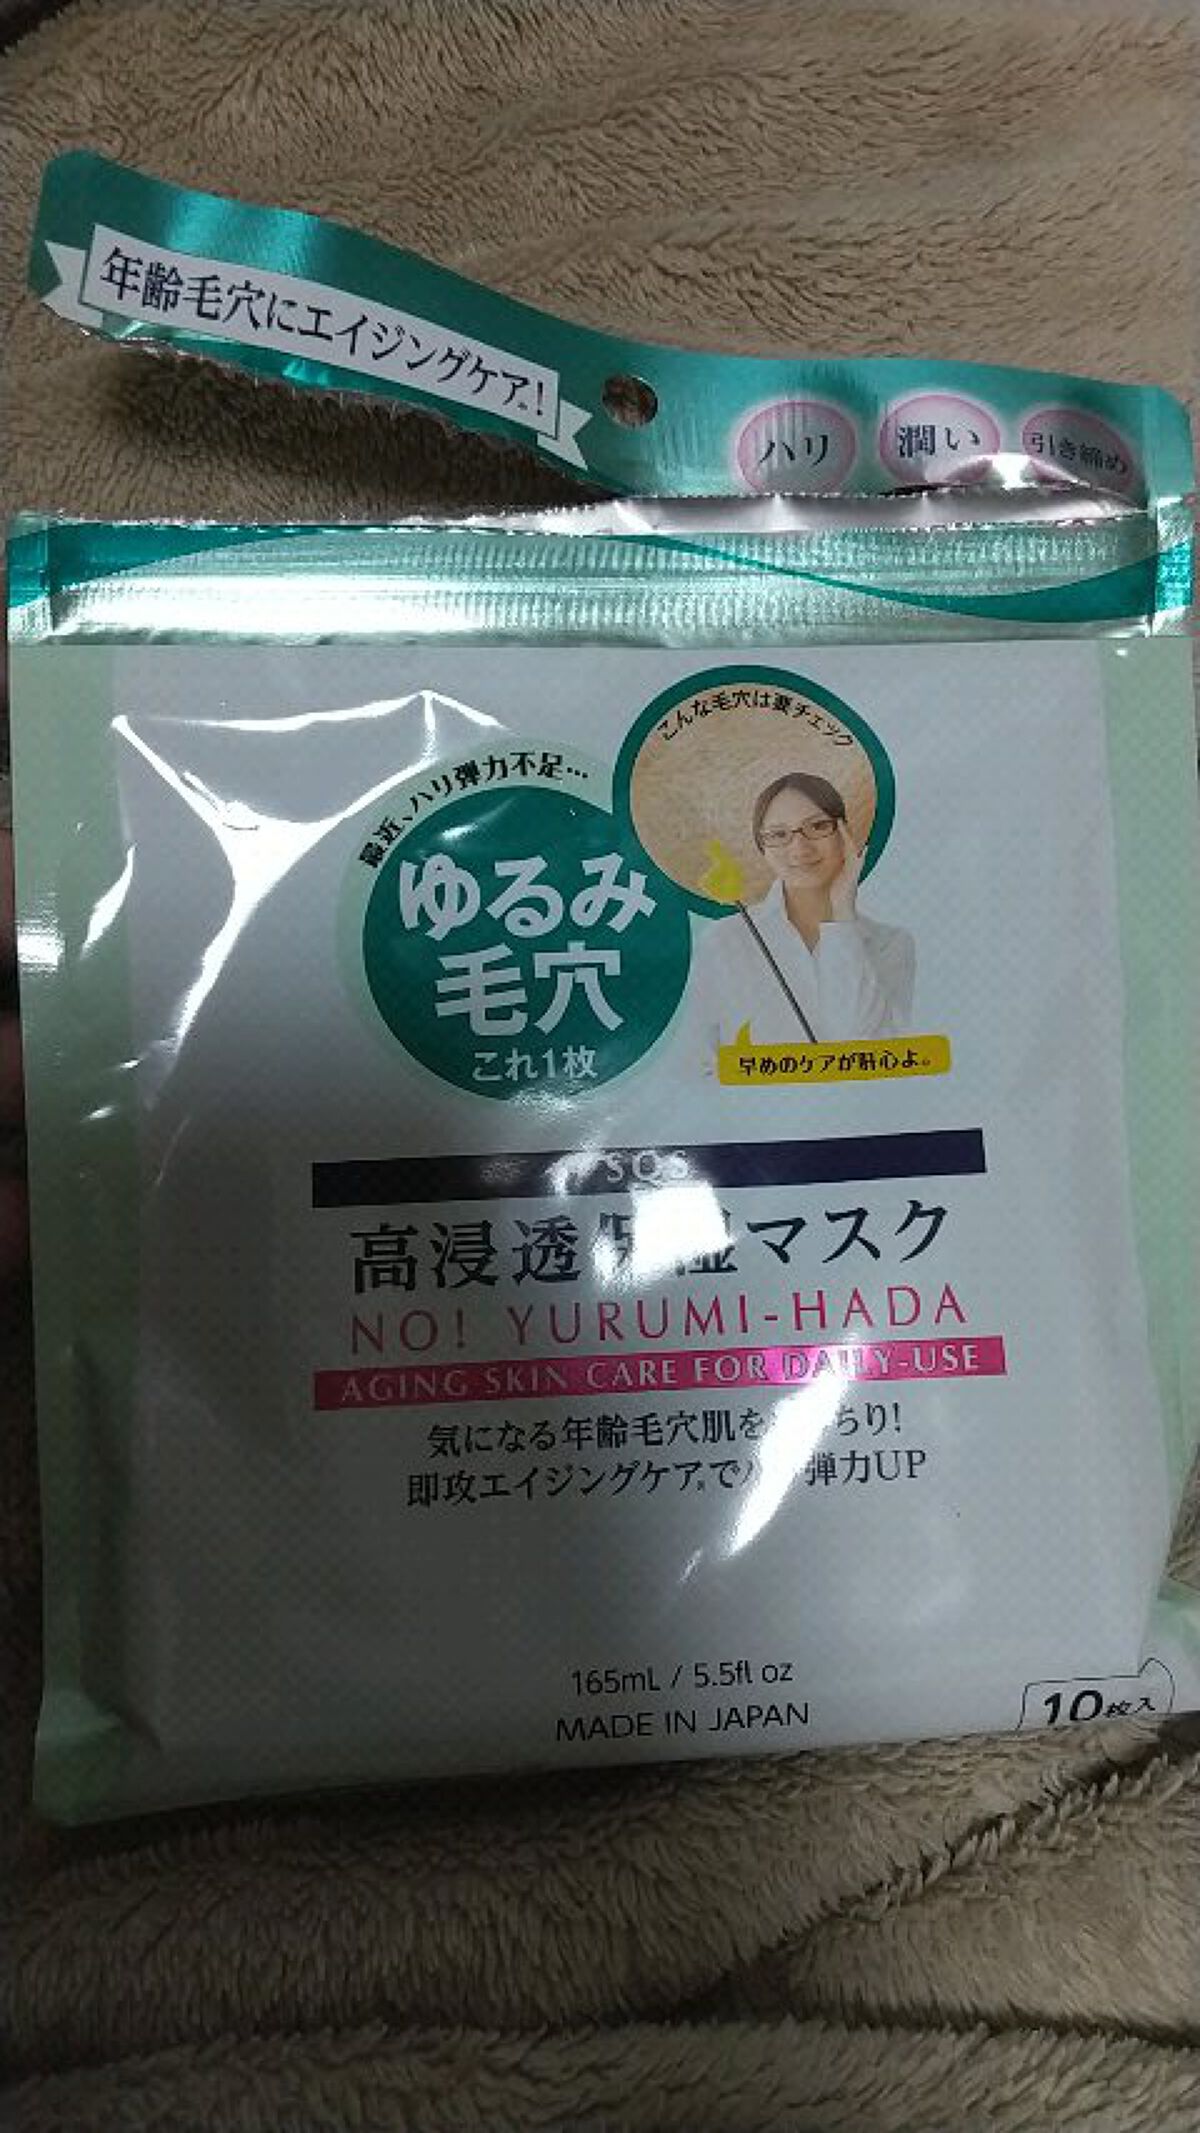 年齢毛穴にエイジングケア※!
ハリ
潤い
引き締め
こんな毛穴は要チェック
最近、ハリ弾力不足…
ゆるみ
毛穴
これ1枚
早めのケアが肝心よ。
SQS
高浸透保湿マスク
NO! YURUMI-HADA
AGING SKIN CARE FOR DAILY-USE
気になる年齢毛穴肌を ちり!
即攻エイジングケア※で 弾力UP
165mL / 5.5fl oz
MADE IN JAPAN
10枚入